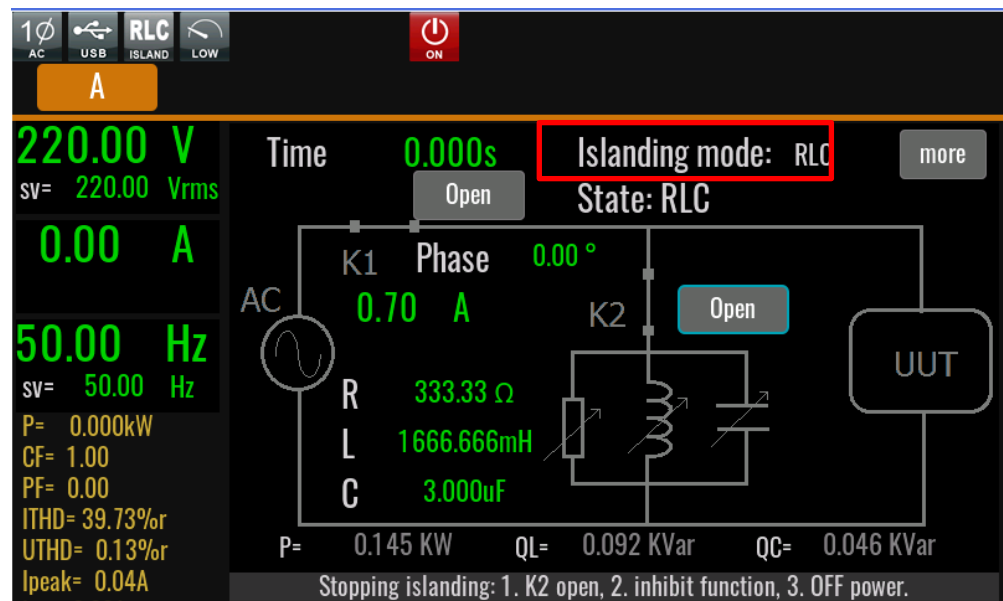 1Ø RLC
AC USB ISLAND LOW ON
A
220.00 V
sv= 220.00 Vrms
0.00 A
50.00 Hz
sv= 50.00 Hz
P= 0.000kW
CF= 1.00
PF= 0.00
ITHD= 39.73%r
UTHD= 0.13%r
Ipeak= 0.04A
Time 0.000s Islanding mode: RLC more
Open State: RLC
K1 Phase 0.00 °
AC 0.70 A K2 Open
UUT
R 333.33 Ω
L 1666.666mH
C 3.000uF
P= 0.145 KW QL= 0.092 KVar QC= 0.046 KVar
Stopping islanding: 1. K2 open, 2. inhibit function, 3. OFF power.